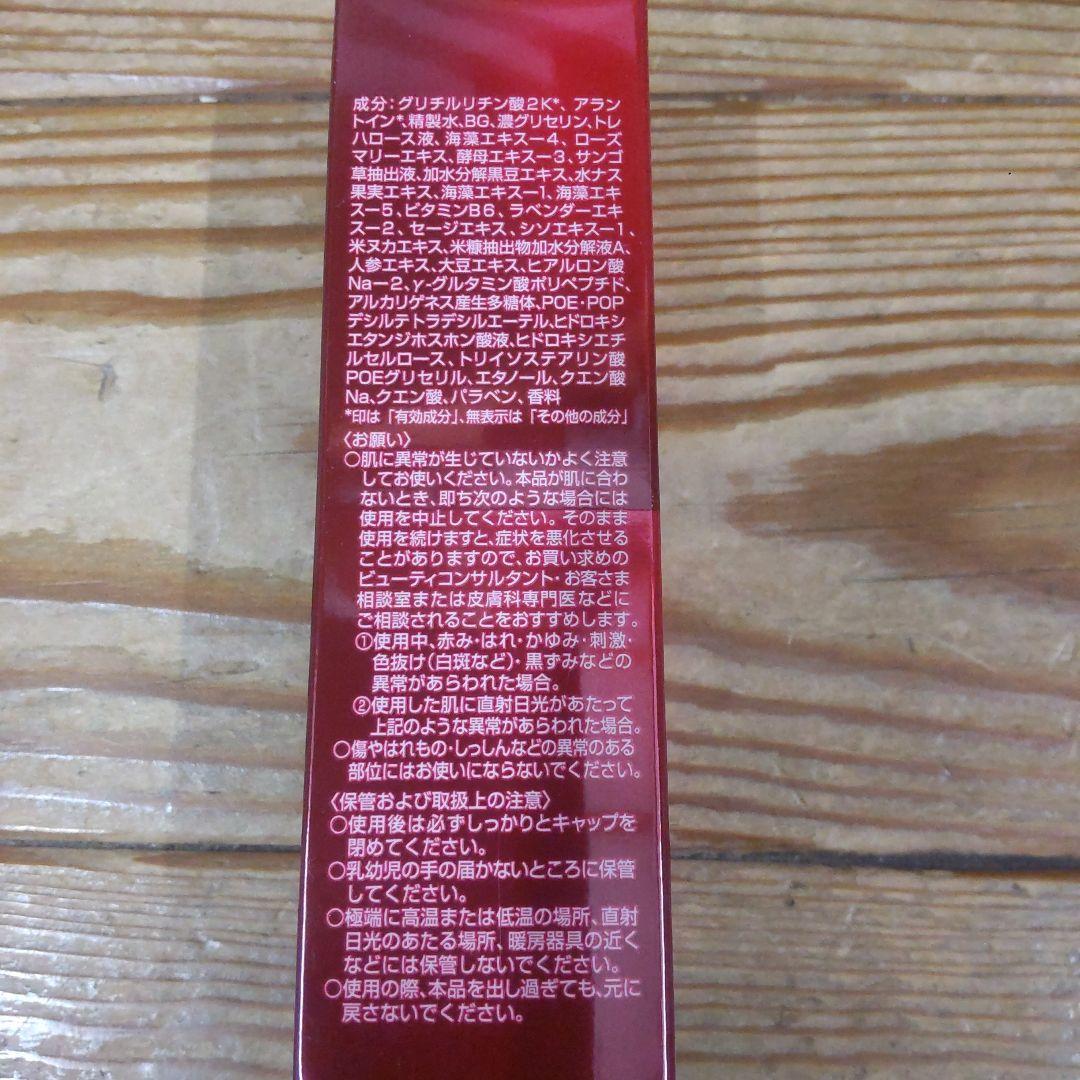 成分：グリチルリチン酸2K*、アラン
トイン*、精製水、BG、濃グリセリン、トレ
ハロース液、海藻エキスー4、ローズ
マリーエキス、酵母エキスー3、サンゴ
草抽出液、加水分解黒豆エキス、水ナス
果実エキス、海藻エキスー1、海藻エキ
スー5、ビタミンB6、ラベンダーエキ
スー2、セージエキス、シソエキスー1、
米ヌカエキス、米糠抽出物加水分解液A、
人参エキス、大豆エキス、ヒアルロン酸
Naー2、γ-グルタミン酸ポリペプチド、
アルカリゲネス産生多糖体、POE・POP
デシルテトラデシルエーテル、ヒドロキシ
エタンジホスホン酸液、ヒドロキシエチ
ルセルロース、トリイソステアリン酸
POEグリセリル、エタノール、クエン酸
Na、クエン酸、パラベン、香料
*印は「有効成分」、無表示は「その他の成分」
〈お願い〉
○肌に異常が生じていないかよく注意
してお使いください。本品が肌に合わ
ないとき、即ち次のような場合には
使用を中止してください。そのまま
使用を続けますと、症状を悪化させる
ことがありますので、お買い求めの
ビューティコンサルタント・お客さま
相談室または皮膚科専門医などに
ご相談されることをおすすめします。
①使用中、赤み・はれ・かゆみ・刺激・
色抜け（白斑など）・黒ずみなどの
異常があらわれた場合。
②使用した肌に直射日光があたって
上記のような異常があらわれた場合。
○傷やはれもの・しっしんなどの異常のある
部位にはお使いにならないでください。
〈保管および取扱上の注意〉
○使用後は必ずしっかりとキャップを
閉めてください。
○乳幼児の手の届かないところに保管
してください。
○極端に高温または低温の場所、直射
日光のあたる場所、暖房器具の近く
などには保管しないでください。
○使用の際、本品を出し過ぎても、元に
戻さないでください。